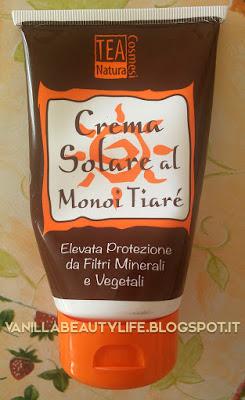 TEA
Natura
Cosmesi
Crema
Solare al
Monoi Tiaré
Elevata Protezione
da Filtri Minerali
e Vegetali
VANILLABEAUTYLIFE.BLOGSPOT.IT